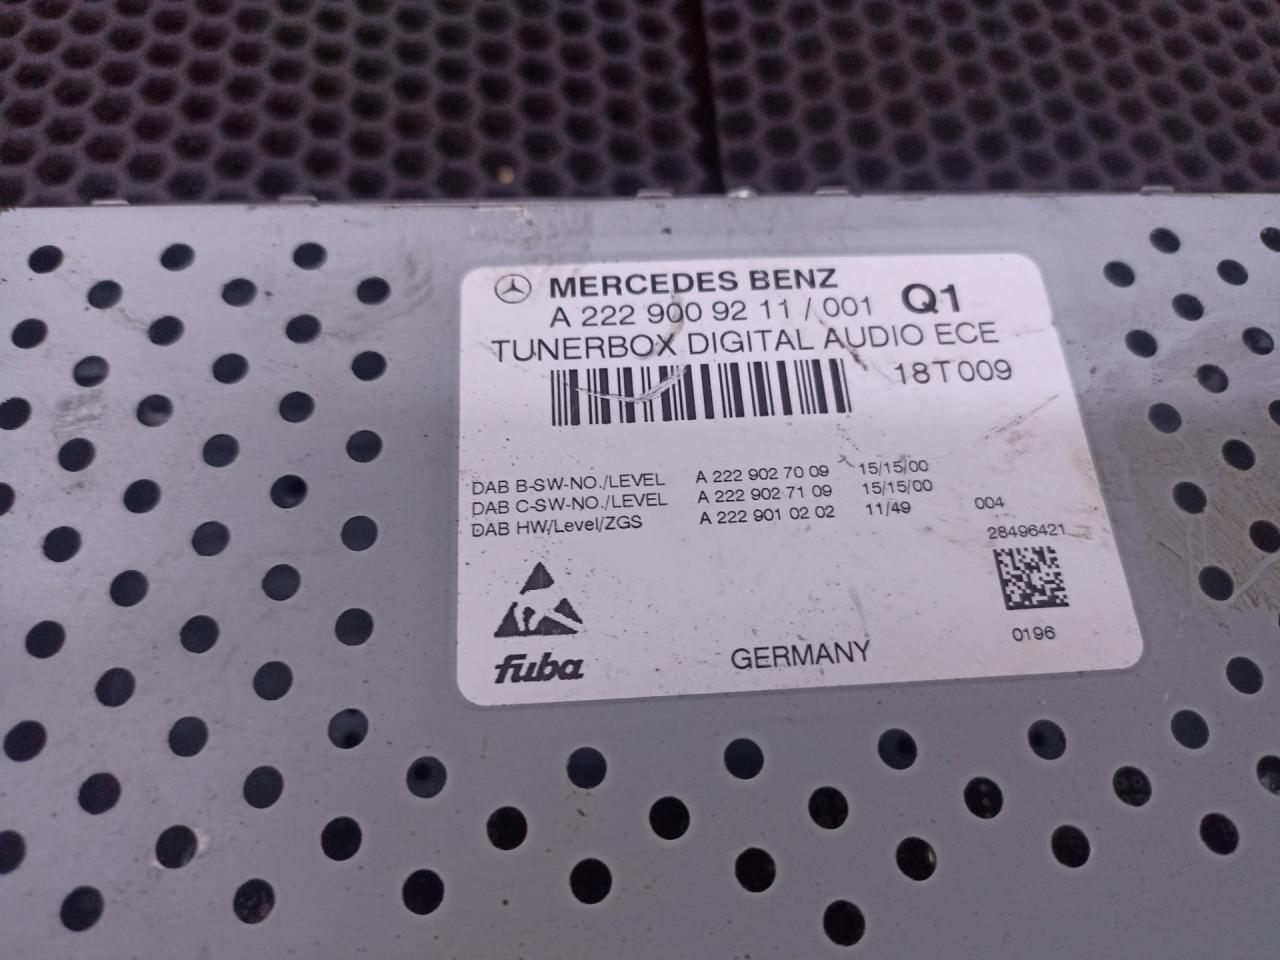 MERCEDES BENZ
A 222 900 92 11 / 001 Q1
TUNERBOX DIGITAL AUDIO ECE
18T009
DAB B-SW-NO./LEVEL A 222 902 70 09 15/15/00
DAB C-SW-NO./LEVEL A 222 902 71 09 15/15/00
DAB HW/Level/ZGS A 222 901 02 02 11/49 004
28496421
fuba
GERMANY
0196